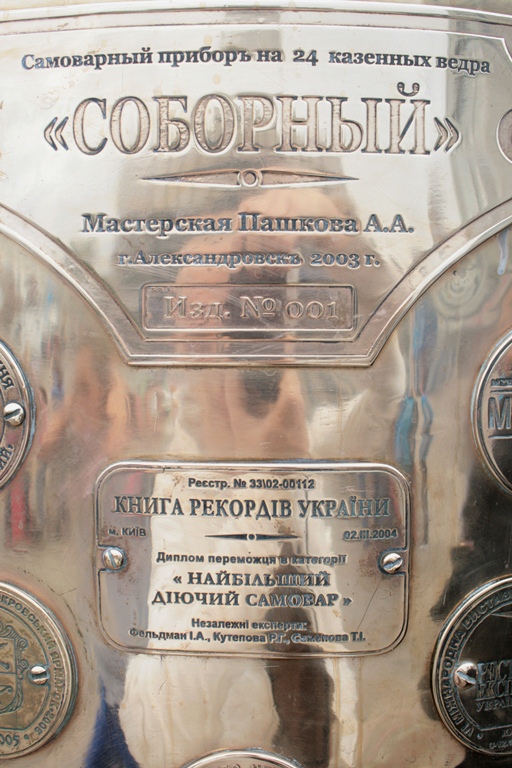 Самоварный приборъ на 24 казенных ведра
«СОБОРНЫЙ»
Мастерская Пашкова А.А.
г.Александровскъ 2003 г.
Изд. № 001
Реєстр. № 33\02-00112
КНИГА РЕКОРДІВ УКРАЇНИ
м. КИЇВ 02.III.2004
Диплом переможця в категорії
« НАЙБІЛЬШИЙ
ДІЮЧИЙ САМОВАР »
Незалежні експерти:
Фельдман І.А., Кутепова Р.Г., Семекова Т.І.